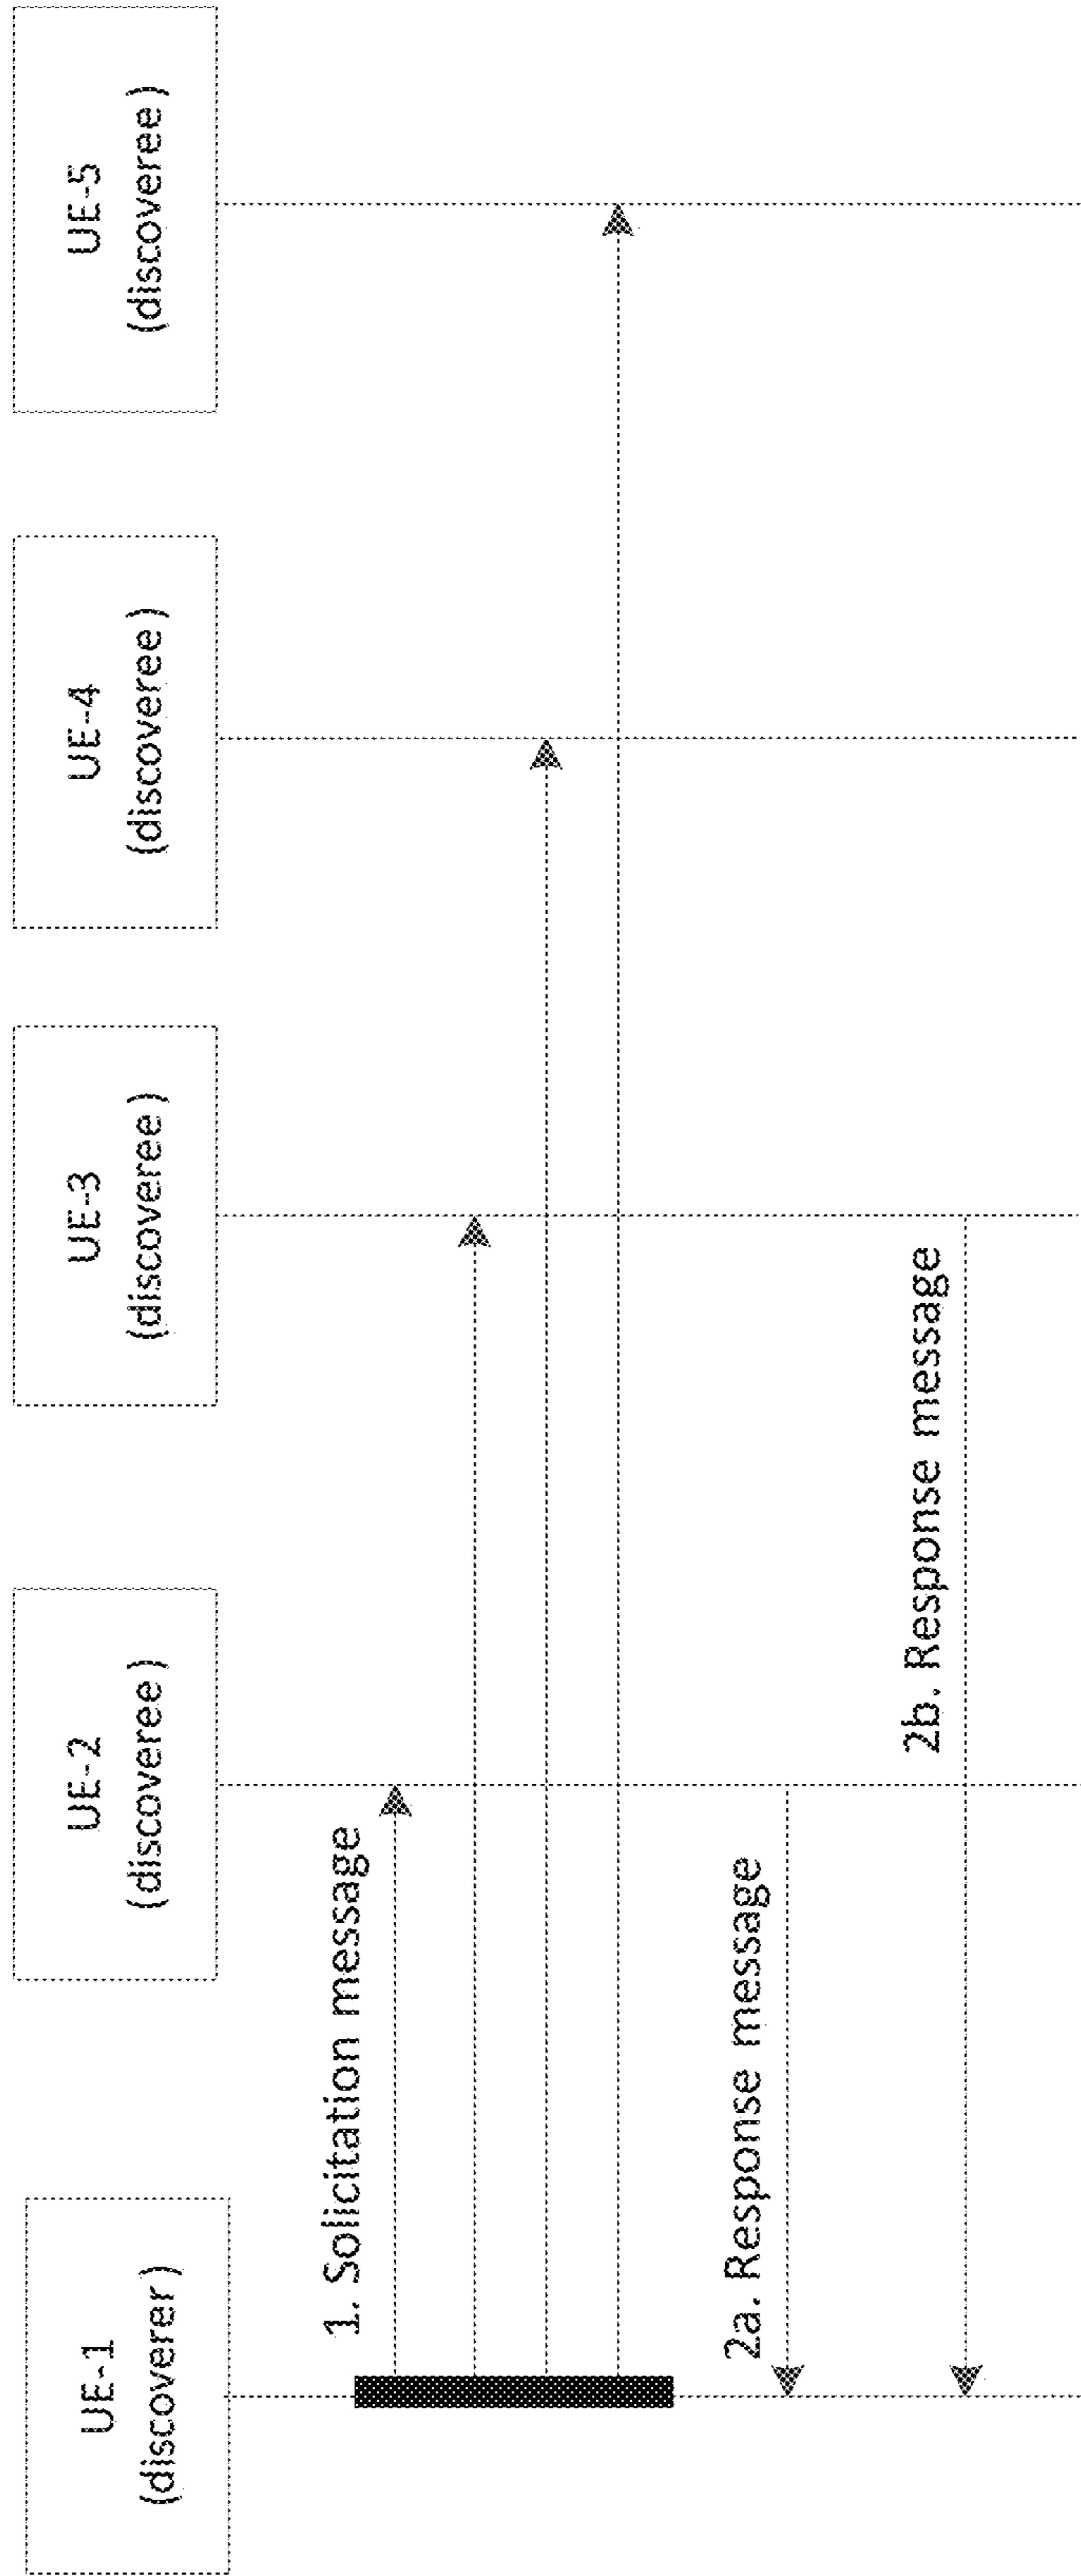 UE-1
(discoverer)
UE-2
(discoveree)
UE-3
(discoveree)
UE-4
(discoveree)
UE-5
(discoveree)
1. Solicitation message
2a. Response message
2b. Response message